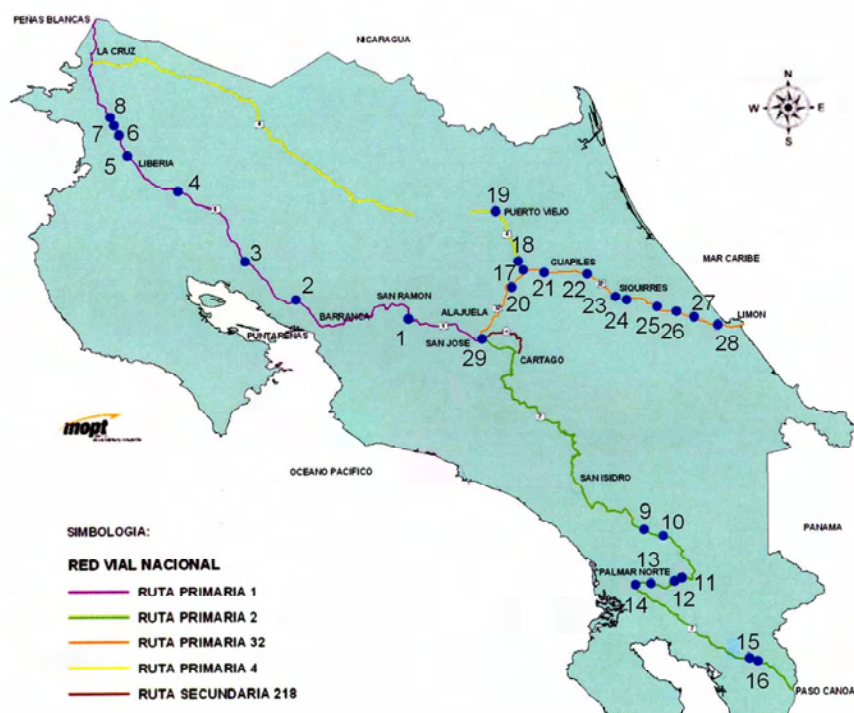 PEÑAS BLANCAS
NICARAGUA
LA CRUZ
N
W
E
S
8
7
6
5
LIBERIA
4
19
PUERTO VIEJO
18
MAR CARIBE
3
17
GUAPILES
20
21
22
SIQUIRRES
23
24
25
26
27
LIMON
28
2
SAN RAMON
ALAJUELA
BARRANCA
PUNTARENAS
1
SAN JOSE
29
CARTAGO
mopt
OCEANO PACIFICO
SAN ISIDRO
9
10
PANAMA
PALMAR NORTE
13
11
12
14
15
16
PASO CANOA
SIMBOLOGIA:
RED VIAL NACIONAL
RUTA PRIMARIA 1
RUTA PRIMARIA 2
RUTA PRIMARIA 32
RUTA PRIMARIA 4
RUTA SECUNDARIA 218